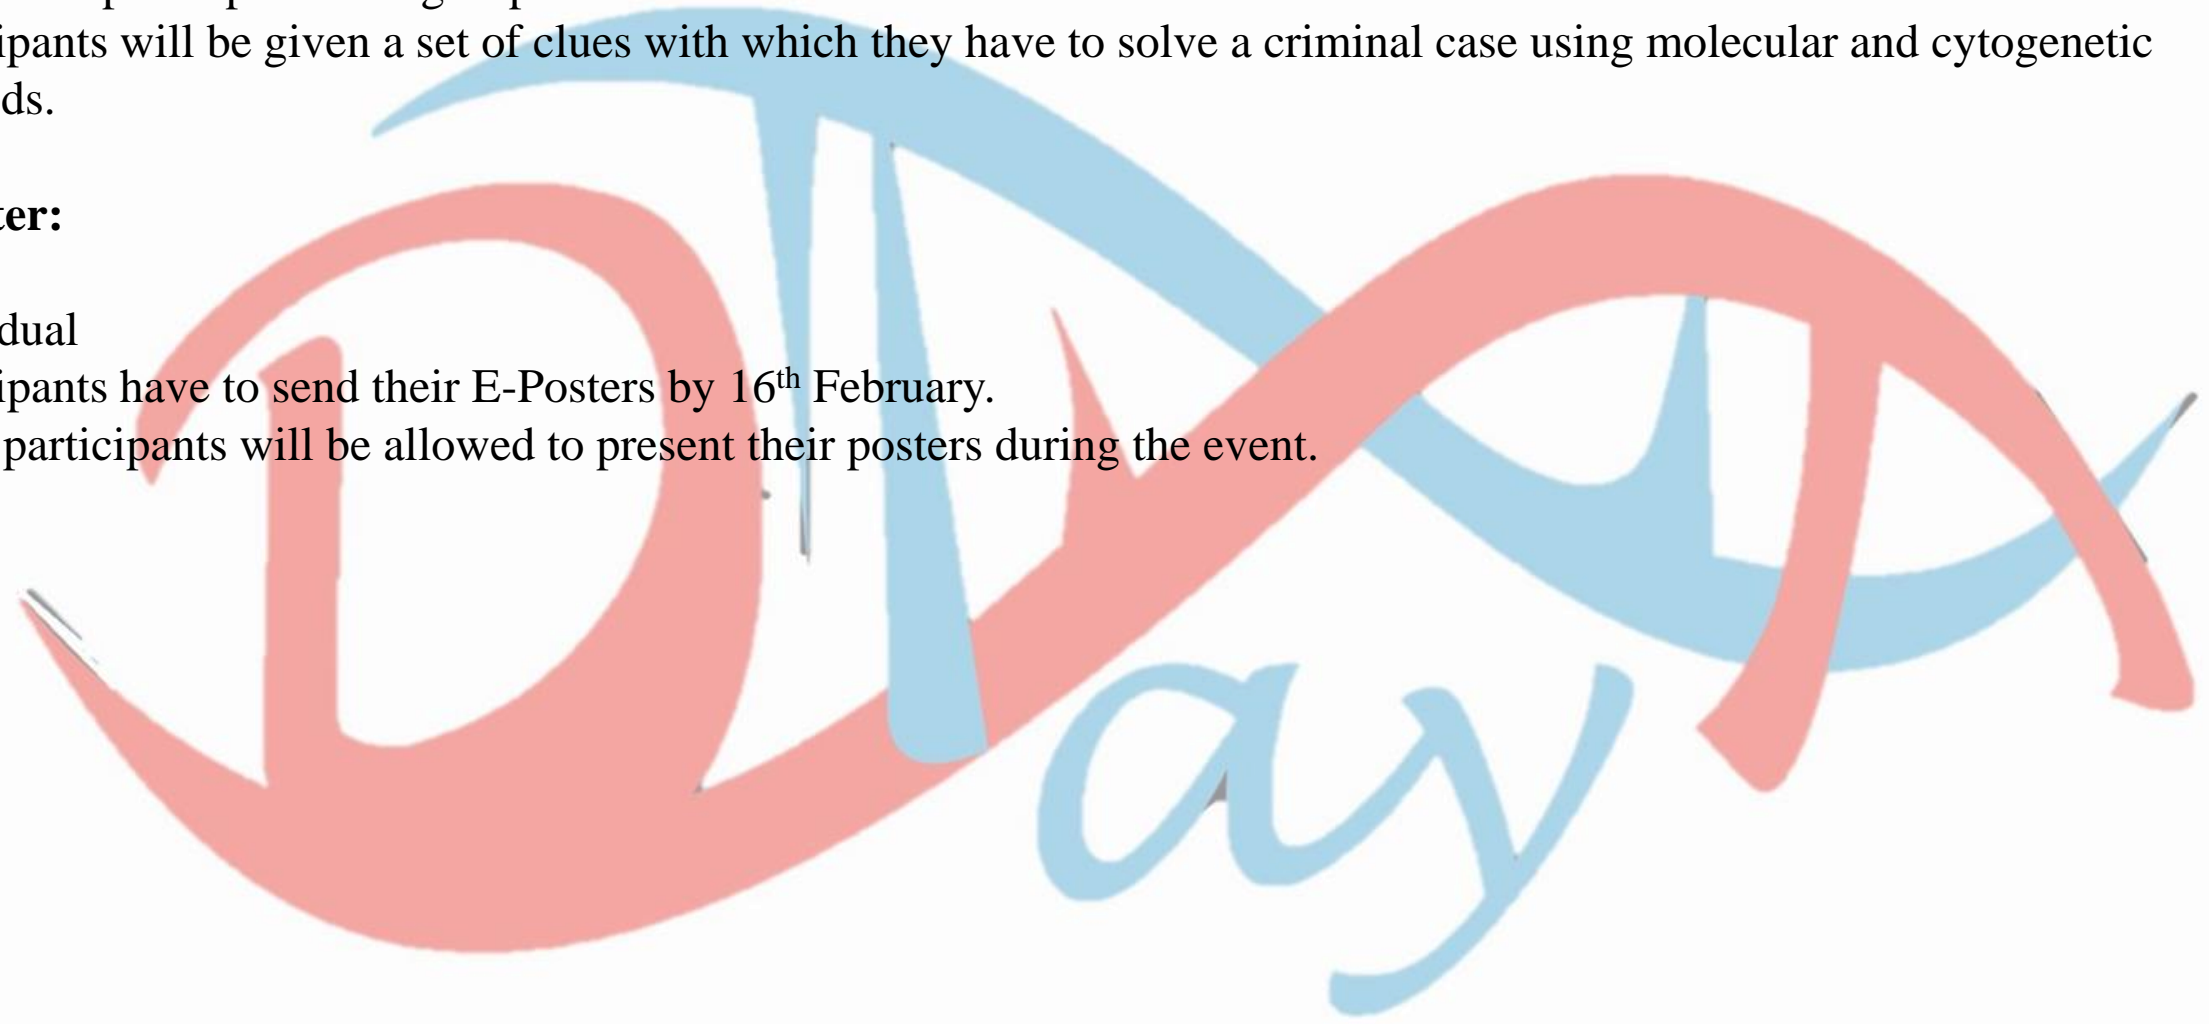 ipants will be given a set of clues with which they have to solve a criminal case using molecular and cytogenetic
ds.
ter:
dual
ipants have to send their E-Posters by 16th February.
participants will be allowed to present their posters during the event.
DNA
ay